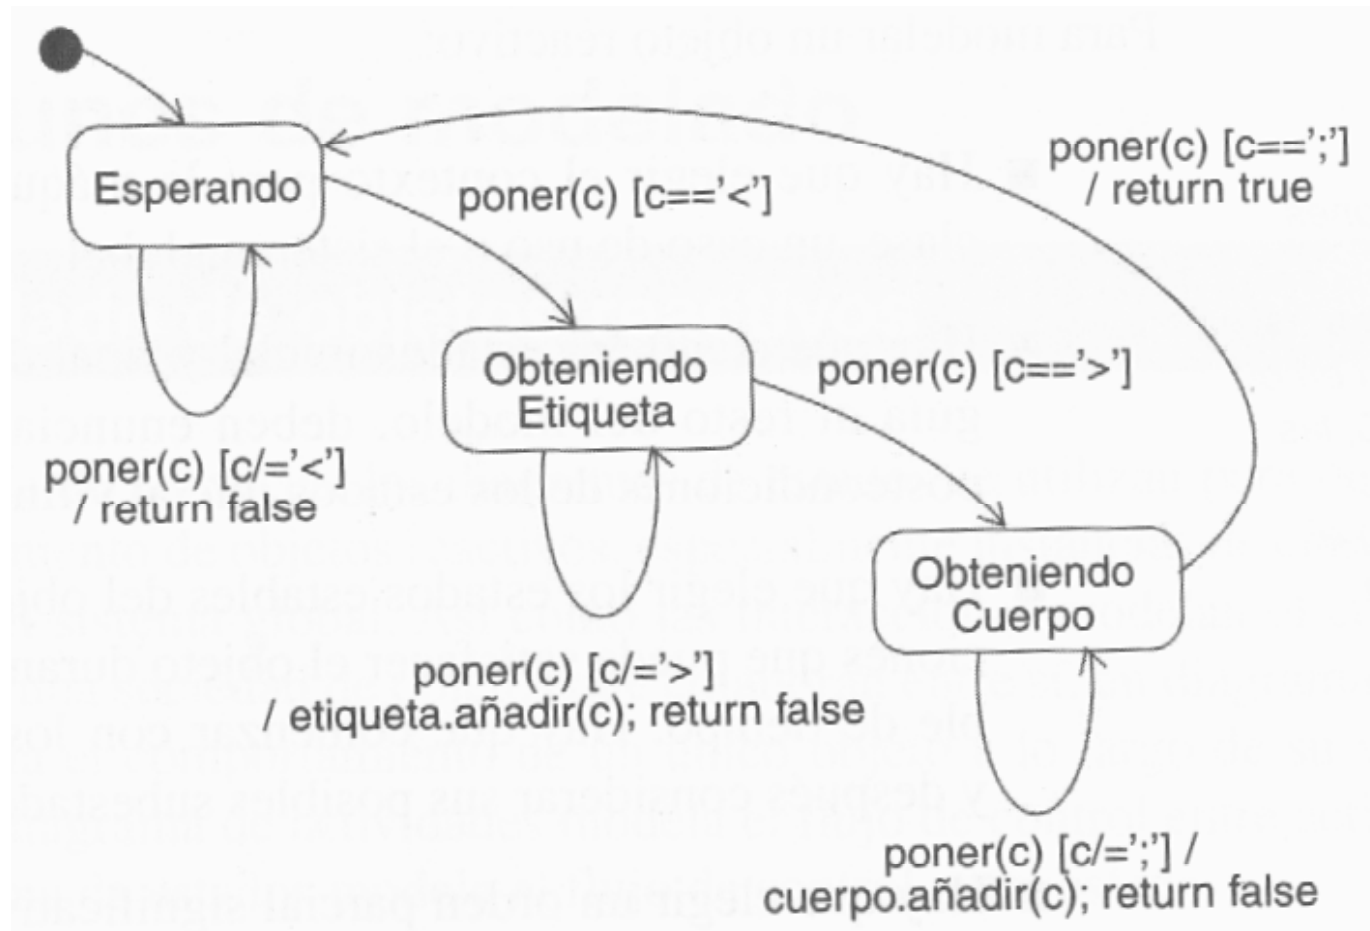 Esperando
poner(c) [c=='<']
poner(c) [c==';']
/ return true
poner(c) [c/='<']
/ return false
Obteniendo
Etiqueta
poner(c) [c=='>']
poner(c) [c/='>']
/ etiqueta.añadir(c); return false
Obteniendo
Cuerpo
poner(c) [c/=';'] /
cuerpo.añadir(c); return false